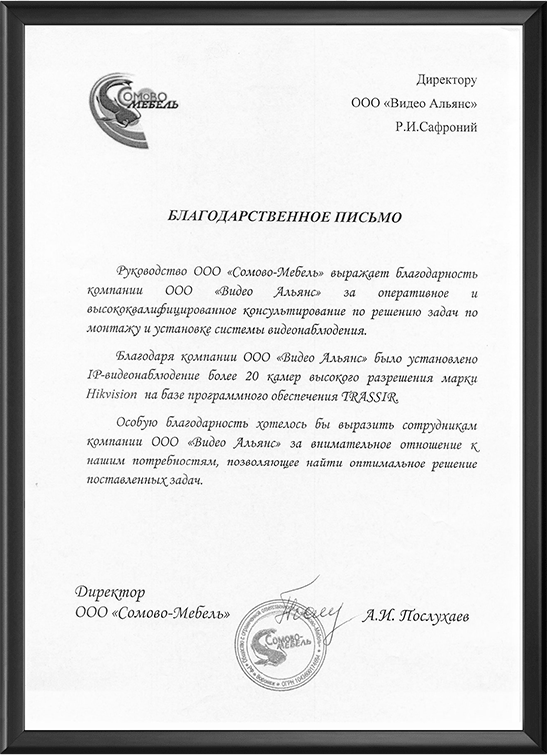 СОМОВО
МЕБЕЛЬ
Директору
ООО «Видео Альянс»
Р.И.Сафроний
БЛАГОДАРСТВЕННОЕ ПИСЬМО
Руководство ООО «Сомово-Мебель» выражает благодарность
компании ООО «Видео Альянс» за оперативное и
высококвалифицированное консультирование по решению задач по
монтажу и установке системы видеонаблюдения.
Благодаря компании ООО «Видео Альянс» было установлено
IP-видеонаблюдение более 20 камер высокого разрешения марки
Hikvision на базе программного обеспечения TRASSIR.
Особую благодарность хотелось бы выразить сотрудникам
компании ООО «Видео Альянс» за внимательное отношение к
нашим потребностям, позволяющее найти оптимальное решение
поставленных задач.
Директор
ООО «Сомово-Мебель»
А.И. Послухаев
СОМОВО-
МЕБЕЛЬ